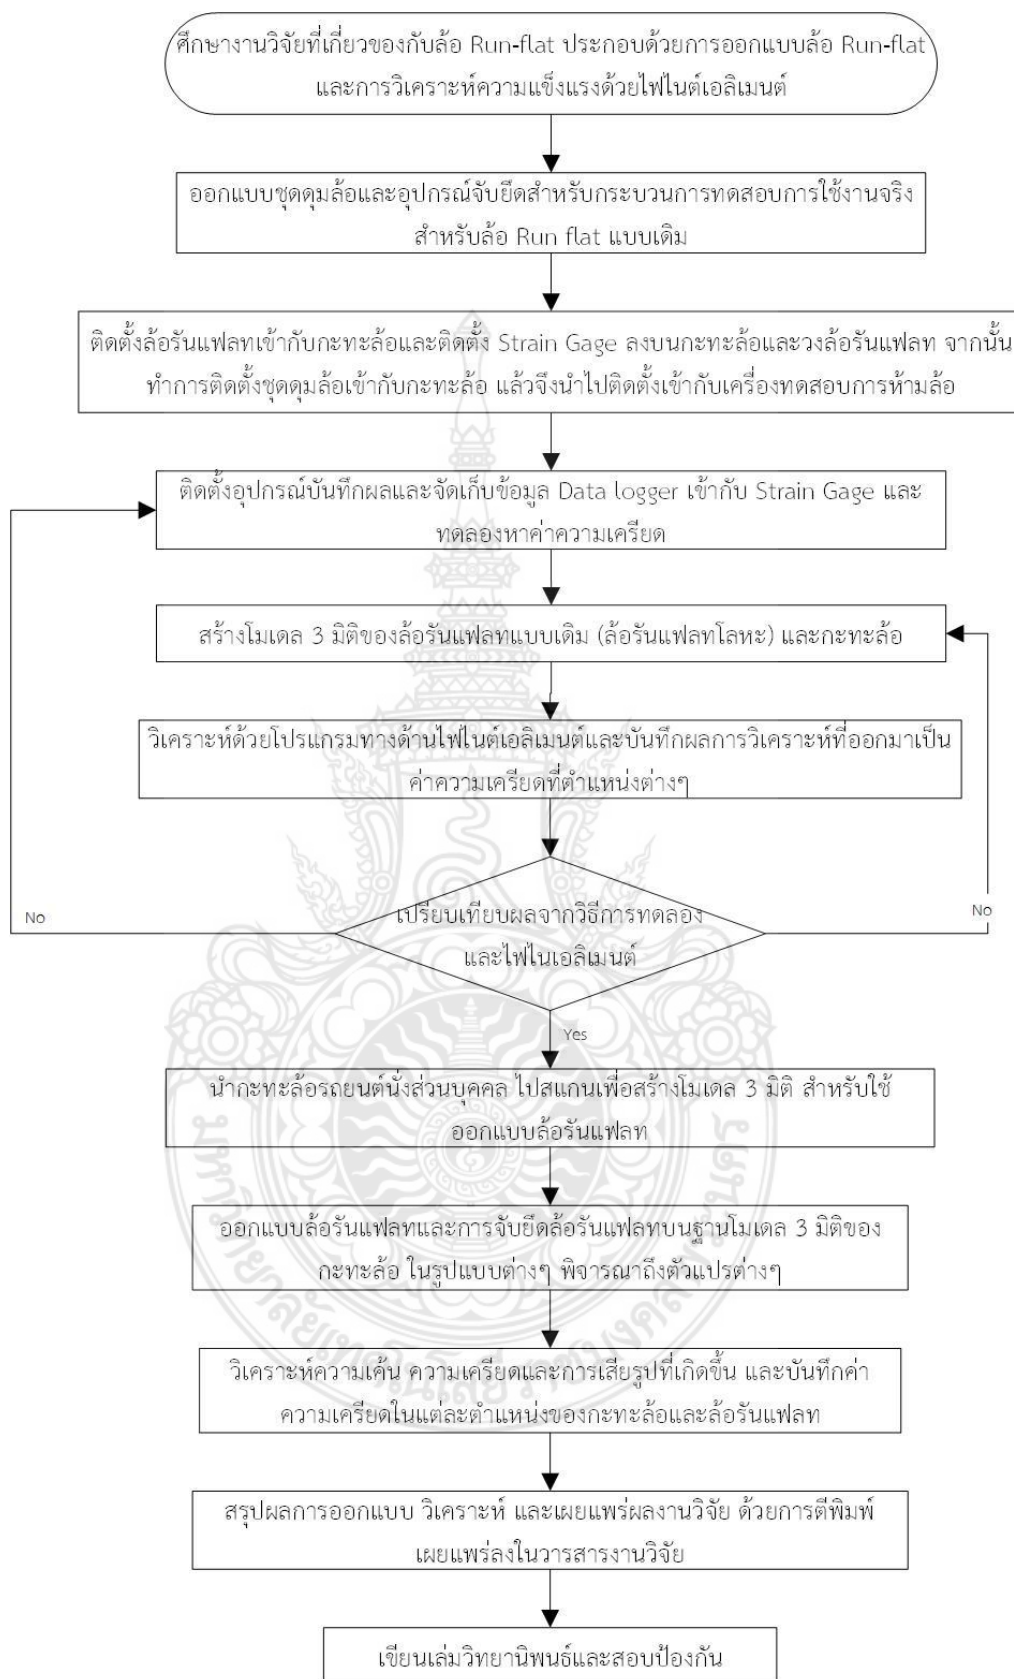 ศึกษางานวิจัยที่เกี่ยวของกับล้อ Run-flat ประกอบด้วยการออกแบบล้อ Run-flat
และการวิเคราะห์ความแข็งแรงด้วยไฟไนต์เอลิเมนต์
ออกแบบชุดดุมล้อและอุปกรณ์จับยึดสำหรับกระบวนการทดสอบการใช้งานจริง
สำหรับล้อ Run flat แบบเดิม
ติดตั้งล้อรันแฟลทเข้ากับกะทะล้อและติดตั้ง Strain Gage ลงบนกะทะล้อและวงล้อรันแฟลท จากนั้น
ทำการติดตั้งชุดดุมล้อเข้ากับกะทะล้อ แล้วจึงนำไปติดตั้งเข้ากับเครื่องทดสอบการห้ามล้อ
ติดตั้งอุปกรณ์บันทึกผลและจัดเก็บข้อมูล Data logger เข้ากับ Strain Gage และ
ทดลองหาค่าความเครียด
สร้างโมเดล 3 มิติของล้อรันแฟลทแบบเดิม (ล้อรันแฟลทโลหะ) และกะทะล้อ
วิเคราะห์ด้วยโปรแกรมทางด้านไฟไนต์เอลิเมนต์และบันทึกผลการวิเคราะห์ที่ออกมาเป็น
ค่าความเครียดที่ตำแหน่งต่างๆ
No
เปรียบเทียบผลจากวิธีการทดลอง
และไฟไนเอลิเมนต์
No
Yes
นำกะทะล้อรถยนต์นั่งส่วนบุคคล ไปสแกนเพื่อสร้างโมเดล 3 มิติ สำหรับใช้
ออกแบบล้อรันแฟลท
ออกแบบล้อรันแฟลทและการจับยึดล้อรันแฟลทบนฐานโมเดล 3 มิติของ
กะทะล้อ ในรูปแบบต่างๆ พิจารณาถึงตัวแปรต่างๆ
วิเคราะห์ความเค้น ความเครียดและการเสียรูปที่เกิดขึ้น และบันทึกค่า
ความเครียดในแต่ละตำแหน่งของกะทะล้อและล้อรันแฟลท
สรุปผลการออกแบบ วิเคราะห์ และเผยแพร่ผลงานวิจัย ด้วยการตีพิมพ์
เผยแพร่ลงในวารสารงานวิจัย
เขียนเล่มวิทยานิพนธ์และสอบป้องกัน
มหาวิทยาลัยเทคโนโลยีราชมงคลธัญบุรี